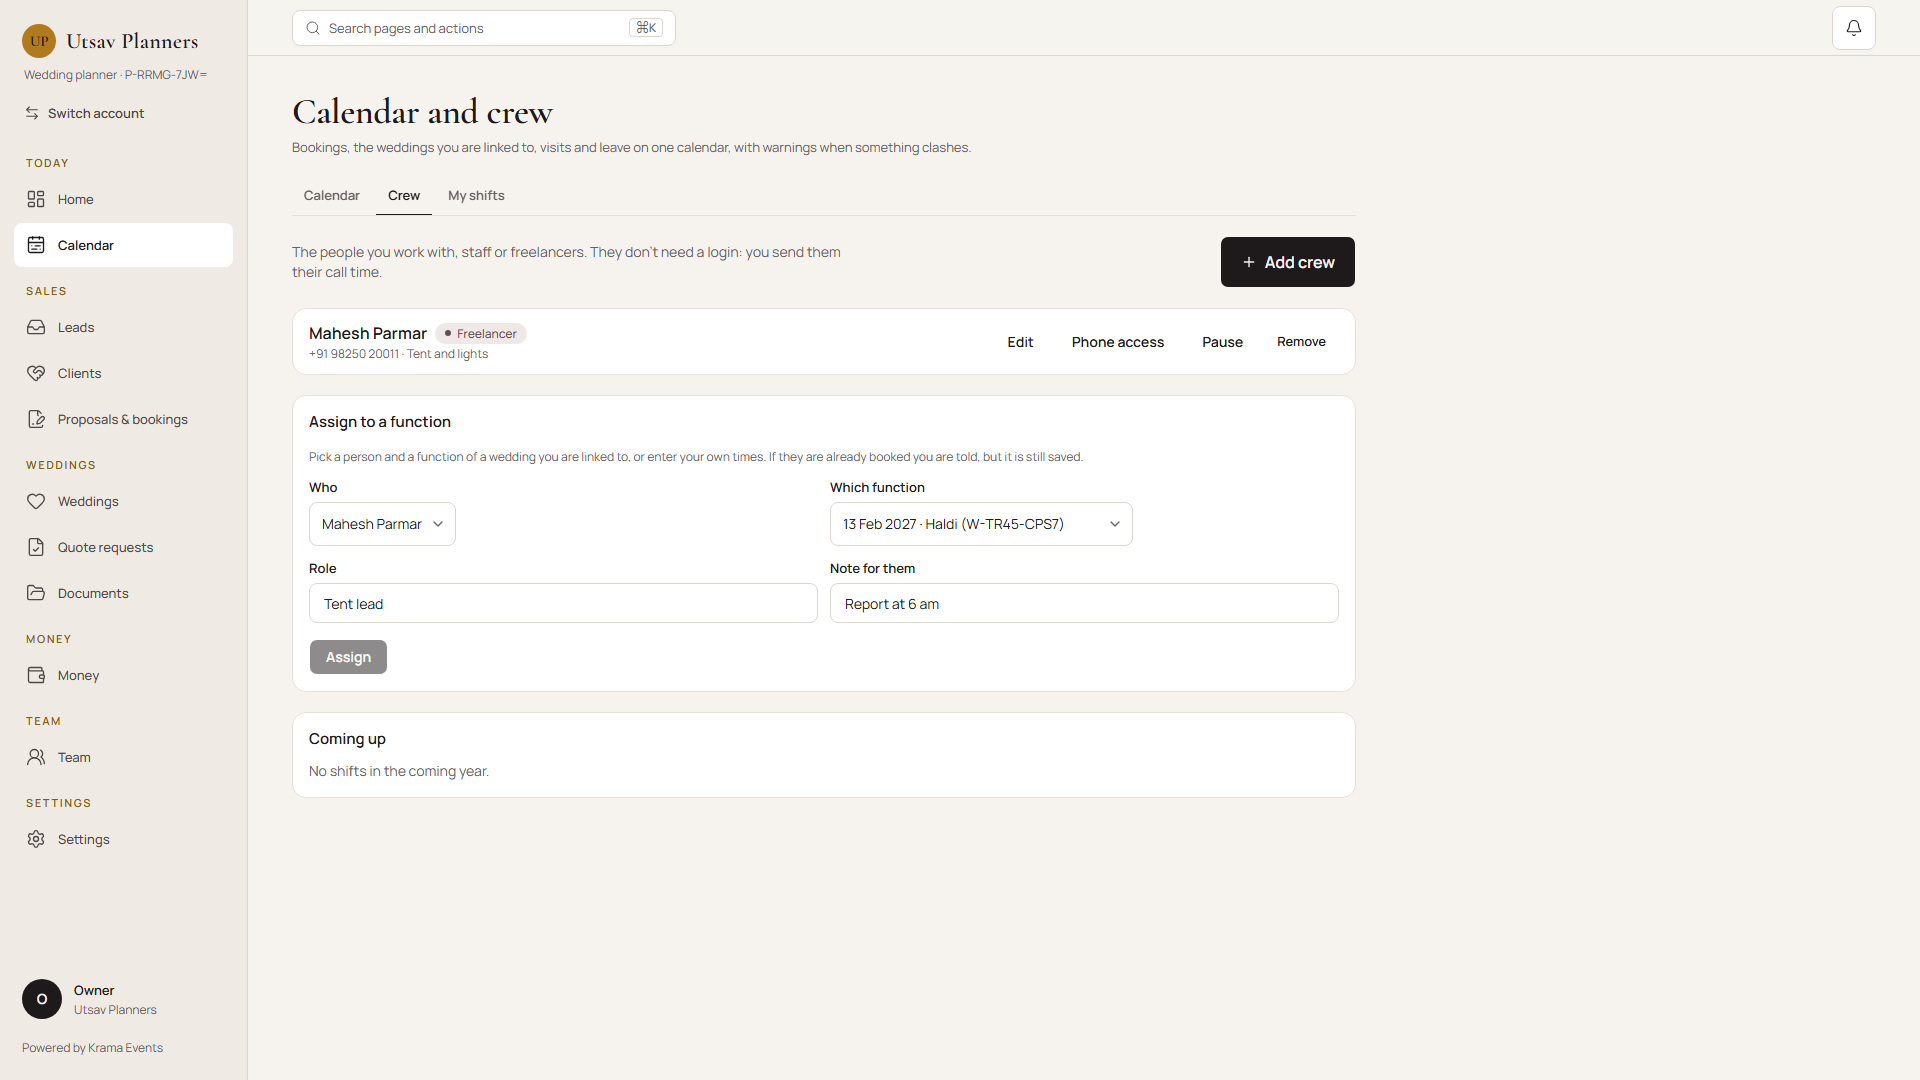 UP Utsav Planners
Wedding planner · P-RRMG-7JW=
Switch account
TODAY
Home
Calendar
SALES
Leads
Clients
Proposals & bookings
WEDDINGS
Weddings
Quote requests
Documents
MONEY
Money
TEAM
Team
SETTINGS
Settings
O
Owner
Utsav Planners
Powered by Krama Events
Search pages and actions ⌘K
Calendar and crew
Bookings, the weddings you are linked to, visits and leave on one calendar, with warnings when something clashes.
Calendar Crew My shifts
The people you work with, staff or freelancers. They don't need a login: you send them
their call time.
+ Add crew
Mahesh Parmar Freelancer
+91 98250 20011 · Tent and lights
Edit Phone access Pause Remove
Assign to a function
Pick a person and a function of a wedding you are linked to, or enter your own times. If they are already booked you are told, but it is still saved.
Who Which function
Mahesh Parmar 13 Feb 2027 · Haldi (W-TR45-CPS7)
Role Note for them
Tent lead Report at 6 am
Assign
Coming up
No shifts in the coming year.